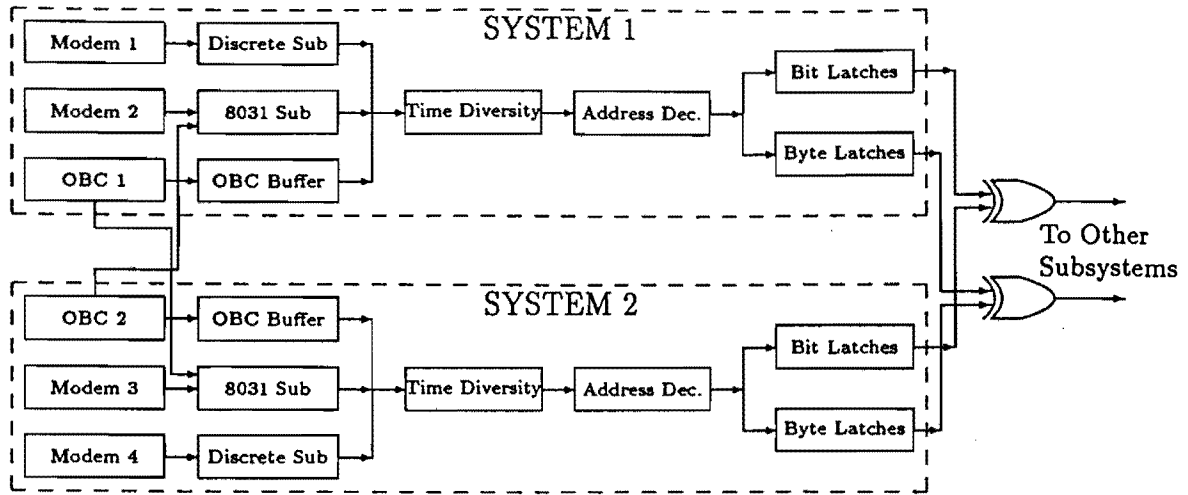 SYSTEM 1
Modem 1
Discrete Sub
Bit Latches
Modem 2
8031 Sub
Time Diversity
Address Dec.
Byte Latches
OBC 1
OBC Buffer
To Other
Subsystems
SYSTEM 2
OBC 2
OBC Buffer
Bit Latches
Modem 3
8031 Sub
Time Diversity
Address Dec.
Byte Latches
Modem 4
Discrete Sub